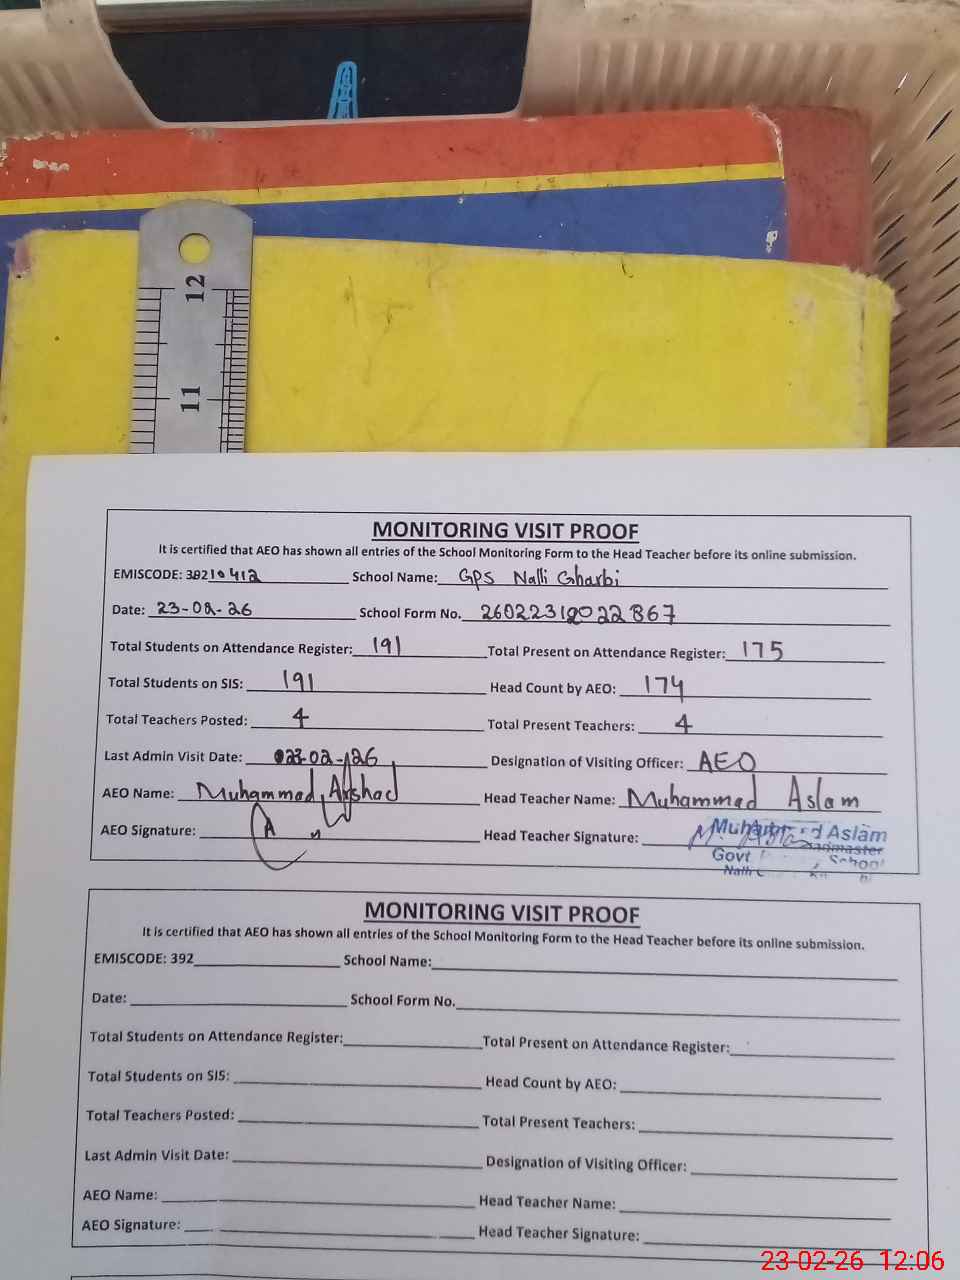 12
11
MONITORING VISIT PROOF
It is certified that AEO has shown all entries of the School Monitoring Form to the Head Teacher before its online submission.
EMISCODE: 38210412 School Name: GPS Nalli Gharbi
Date: 23-02-26 School Form No.
Total Students on Attendance Register: 191 Total Present on Attendance Register: 175
Total Students on SIS: 191 Head Count by AEO: 174
Total Teachers Posted: 4 Total Present Teachers: 4
Last Admin Visit Date: 23-02-26 Designation of Visiting Officer: AEO
AEO Name: Muhammad Arshad Head Teacher Name: Muhammad Aslam
AEO Signature: Head Teacher Signature:
Aslam
Headmaster
Govt School
Nalli
MONITORING VISIT PROOF
It is certified that AEO has shown all entries of the School Monitoring Form to the Head Teacher before its online submission.
EMISCODE: 392 School Name:
Date: School Form No.
Total Students on Attendance Register: Total Present on Attendance Register:
Total Students on SIS: Head Count by AEO:
Total Teachers Posted: Total Present Teachers:
Last Admin Visit Date: Designation of Visiting Officer:
AEO Name: Head Teacher Name:
AEO Signature: Head Teacher Signature:
23-02-26 12:06